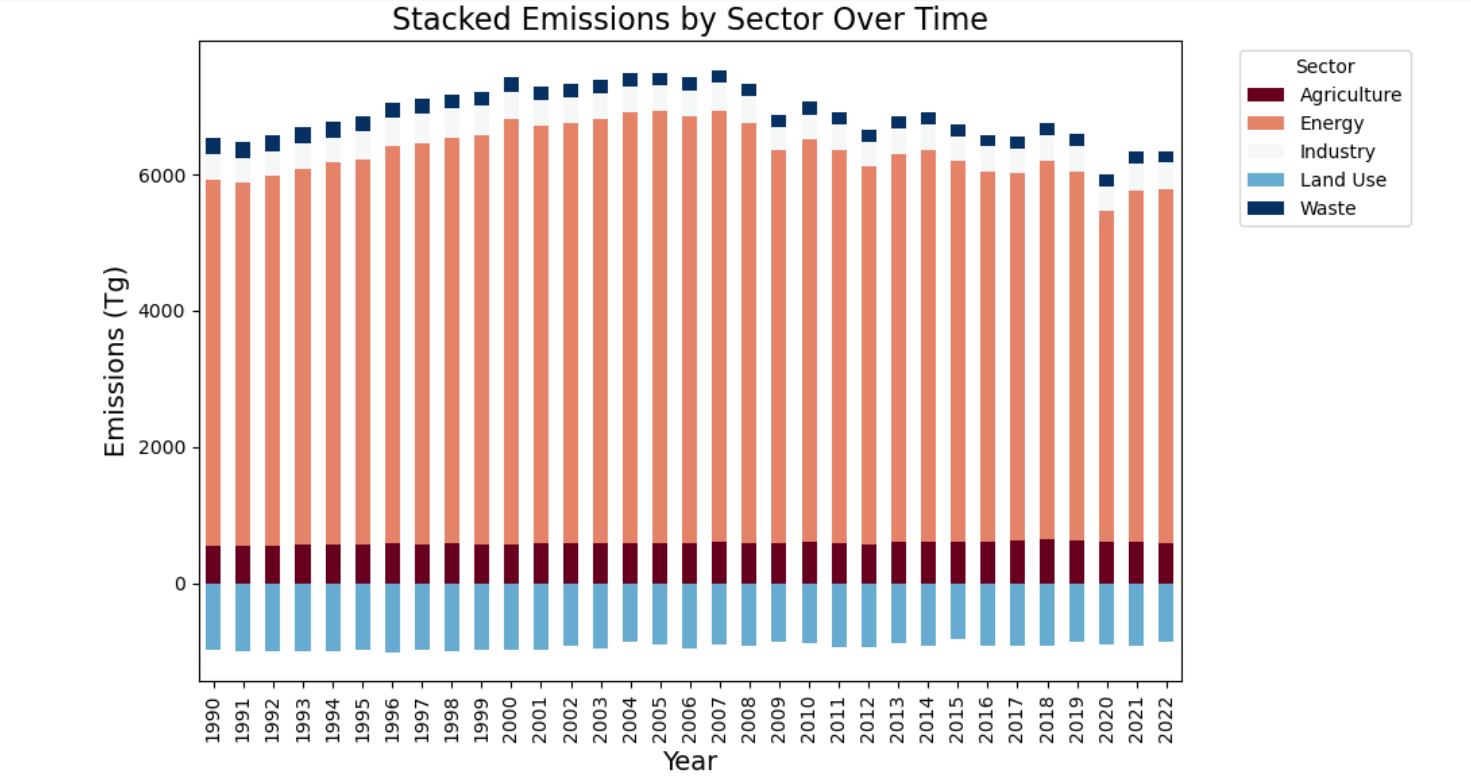 Stacked Emissions by Sector Over Time
Sector
Agriculture
Energy
Industry
Land Use
Waste
Emissions (Tg)
6000
4000
2000
0
1990 1991 1992 1993 1994 1995 1996 1997 1998 1999 2000 2001 2002 2003 2004 2005 2006 2007 2008 2009 2010 2011 2012 2013 2014 2015 2016 2017 2018 2019 2020 2021 2022
Year